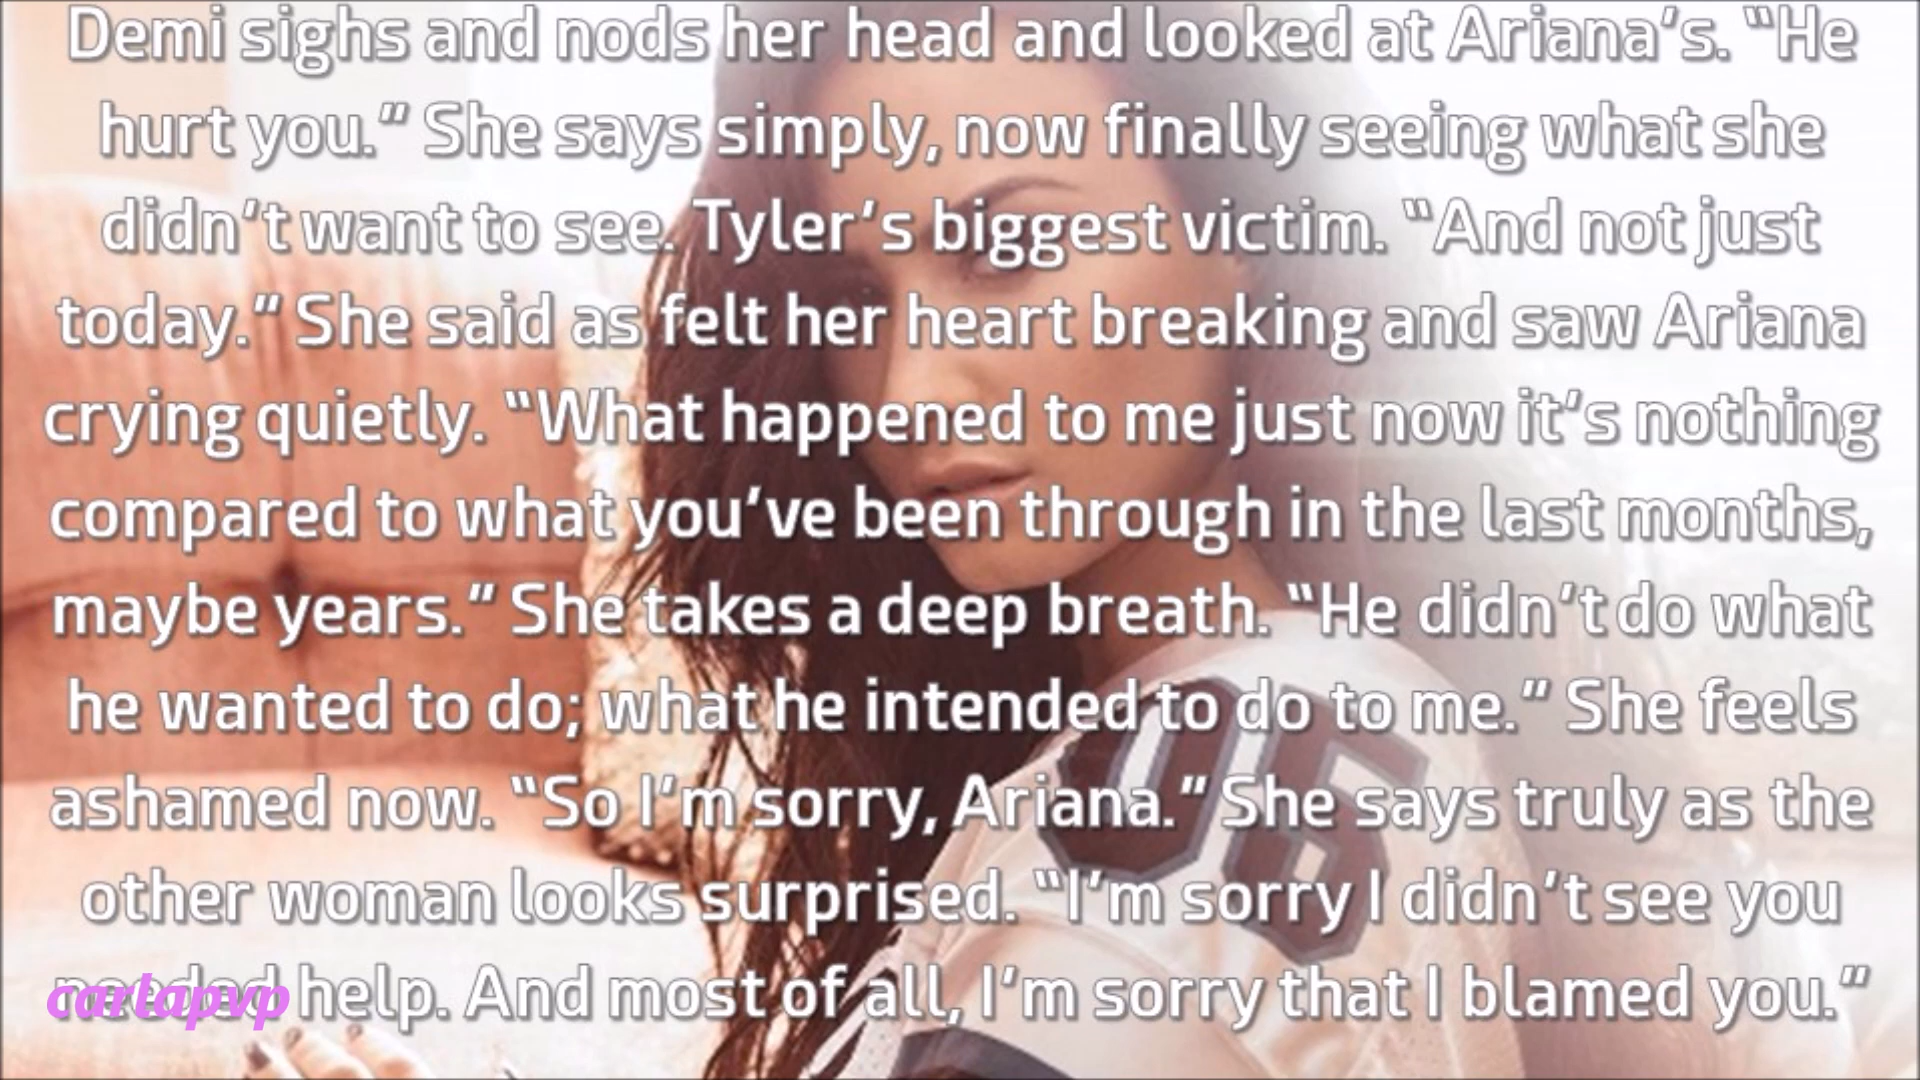 Demi sighs and nods her head and looked at Ariana’s. “He
hurt you.” She says simply, now finally seeing what she
didn’t want to see. Tyler’s biggest victim. “And not just
today.” She said as felt her heart breaking and saw Ariana
crying quietly. “What happened to me just now it’s nothing
compared to what you’ve been through in the last months,
maybe years.” She takes a deep breath. “He didn’t do what
he wanted to do; what he intended to do to me.” She feels
ashamed now. “So I’m sorry, Ariana.” She says truly as the
other woman looks surprised. “I’m sorry I didn’t see you
needed help. And most of all, I’m sorry that I blamed you.”
carlapvp
06